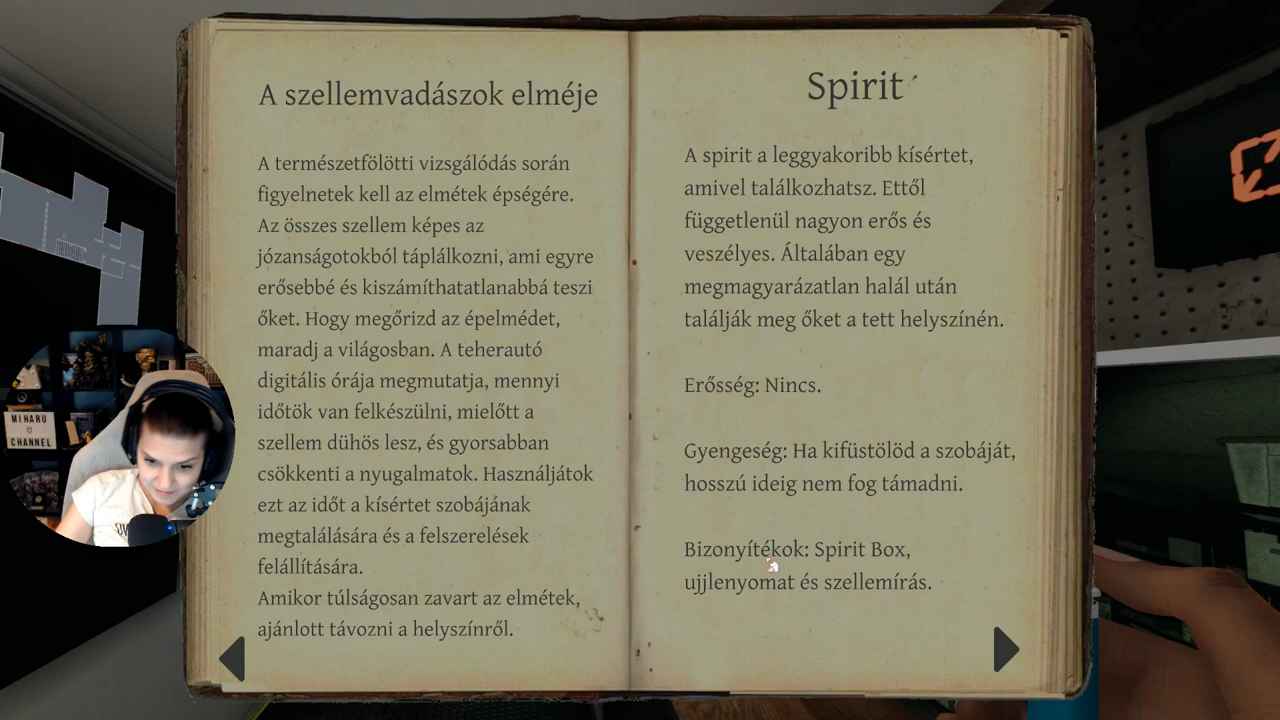 A szellemvadászok elméje
A természetfölötti vizsgálódás során
figyelnetek kell az elmétek épségére.
Az összes szellem képes az
józanságotokból táplálkozni, ami egyre
erősebbé és kiszámíthatatlanabbá teszi
őket. Hogy megőrizd az épelmédet,
maradj a világosban. A teherautó
digitális órája megmutatja, mennyi
időtök van felkészülni, mielőtt a
szellem dühös lesz, és gyorsabban
csökkenti a nyugalmatok. Használjátok
ezt az időt a kísértet szobájának
megtalálására és a felszerelések
felállítására.
Amikor túlságosan zavart az elmétek,
ajánlott távozni a helyszínről.
Spirit
A spirit a leggyakoribb kísértet,
amivel találkozhatsz. Ettől
függetlenül nagyon erős és
veszélyes. Általában egy
megmagyarázatlan halál után
találják meg őket a tett helyszínén.
Erősség: Nincs.
Gyengeség: Ha kifüstölöd a szobáját,
hosszú ideig nem fog támadni.
Bizonyítékok: Spirit Box,
ujjlenyomat és szellemírás.
MIHARU
CHANNEL